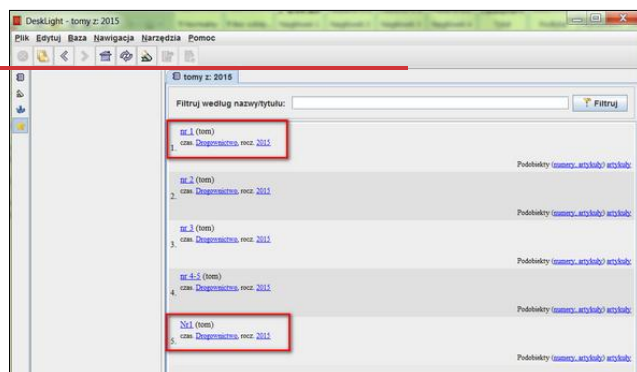 DeskLight - tomy z: 2015
Plik Edytuj Baza Nawigacja Narzędzia Pomoc
tomy z: 2015
Filtruj według nazwy/tytułu: Filtruj
nr 1 (tom)
1. czas. Drogownictwo, rocz. 2015
Podobiekty (numery, artykuły) artykuły
nr 2 (tom)
2. czas. Drogownictwo, rocz. 2015
Podobiekty (numery, artykuły) artykuły
nr 3 (tom)
3. czas. Drogownictwo, rocz. 2015
Podobiekty (numery, artykuły) artykuły
nr 4-5 (tom)
4. czas. Drogownictwo, rocz. 2015
Podobiekty (numery, artykuły) artykuły
Nr1 (tom)
5. czas. Drogownictwo, rocz. 2015
Podobiekty (numery, artykuły) artykuły